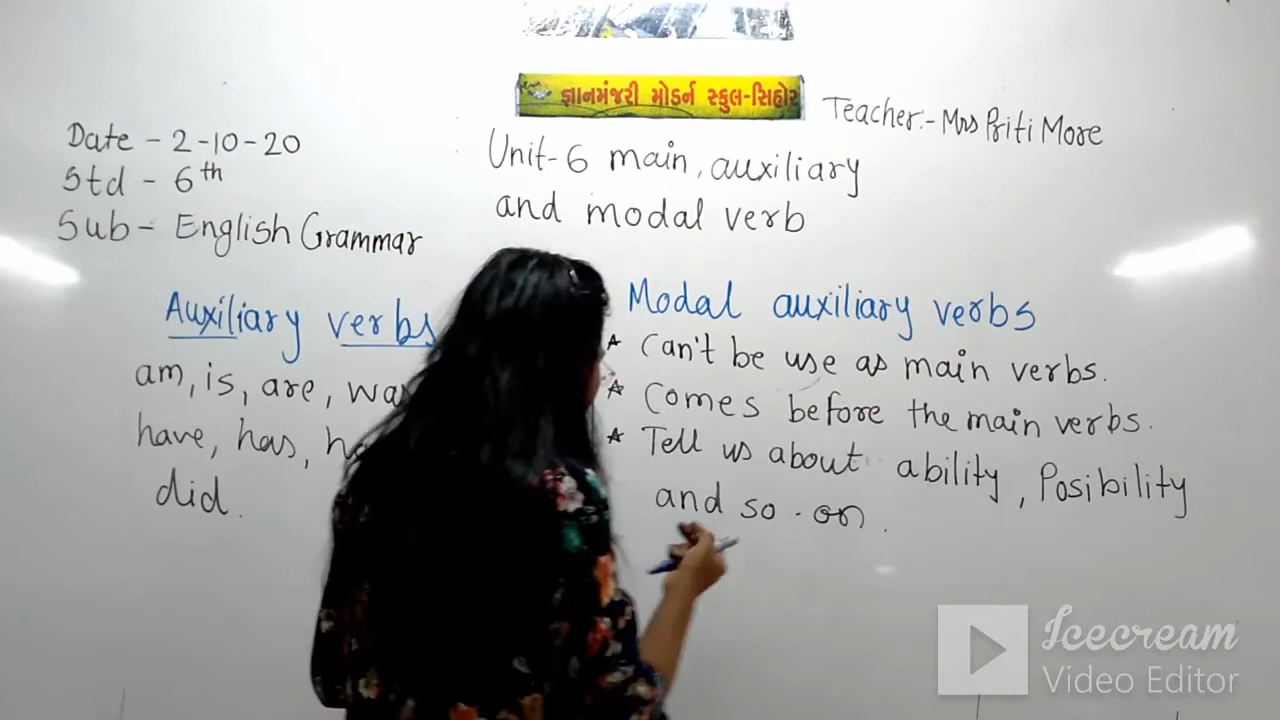 જ્ઞાનમંજરી મોડર્ન સ્કુલ-સિહોર
Teacher:- Mrs Priti More
Date - 2-10-20
Std - 6th
Sub - English Grammar
Unit-6 main, auxiliary
and modal verb
Auxiliary verbs
am, is, are, was
have, has,
did.
Modal auxiliary verbs
* Can't be use as main verbs.
* Comes before the main verbs.
* Tell us about ability, Posibility
and so on.
Icecream
Video Editor